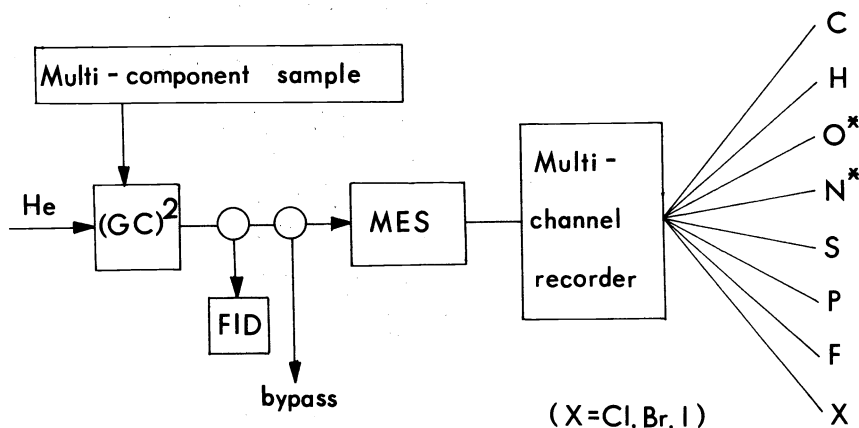 Multi-component sample
He
(GC)²
MES
Multi-
channel
recorder
FID
bypass
C
H
O*
N*
S
P
F
X
(X=Cl, Br, I)